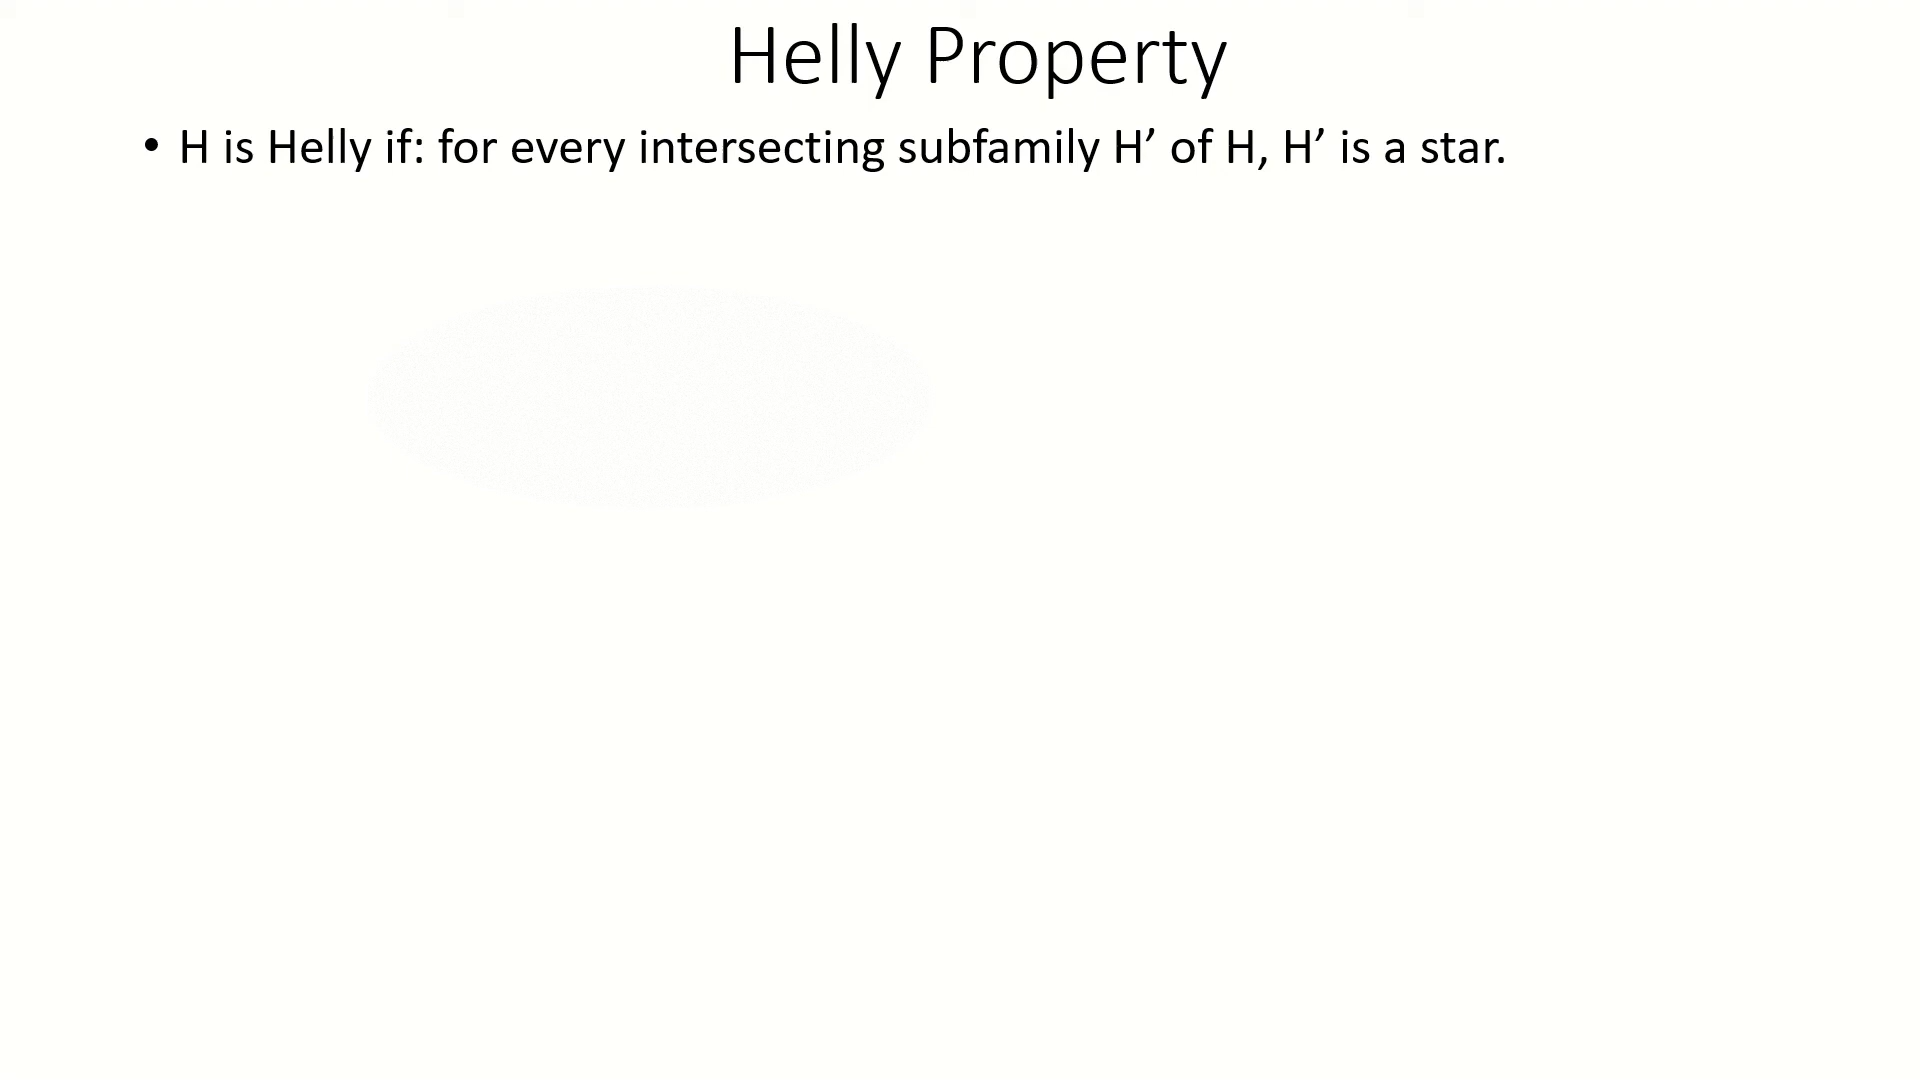 Helly Property
• H is Helly if: for every intersecting subfamily H’ of H, H’ is a star.